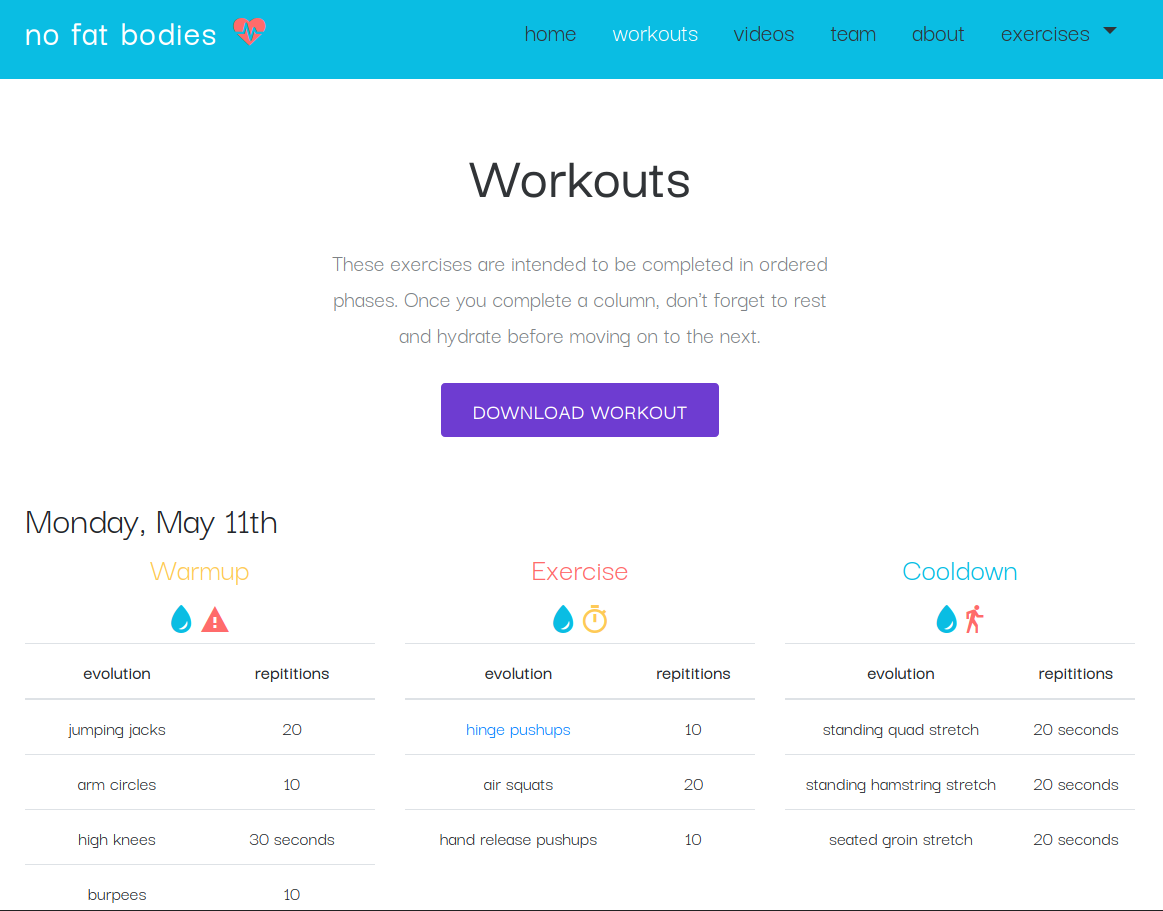 no fat bodies
home workouts videos team about exercises
Workouts
These exercises are intended to be completed in ordered
phases. Once you complete a column, don't forget to rest
and hydrate before moving on to the next.
DOWNLOAD WORKOUT
Monday, May 11th
Warmup
evolution repititions
jumping jacks 20
arm circles 10
high knees 30 seconds
burpees 10
Exercise
evolution repititions
hinge pushups 10
air squats 20
hand release pushups 10
Cooldown
evolution repititions
standing quad stretch 20 seconds
standing hamstring stretch 20 seconds
seated groin stretch 20 seconds